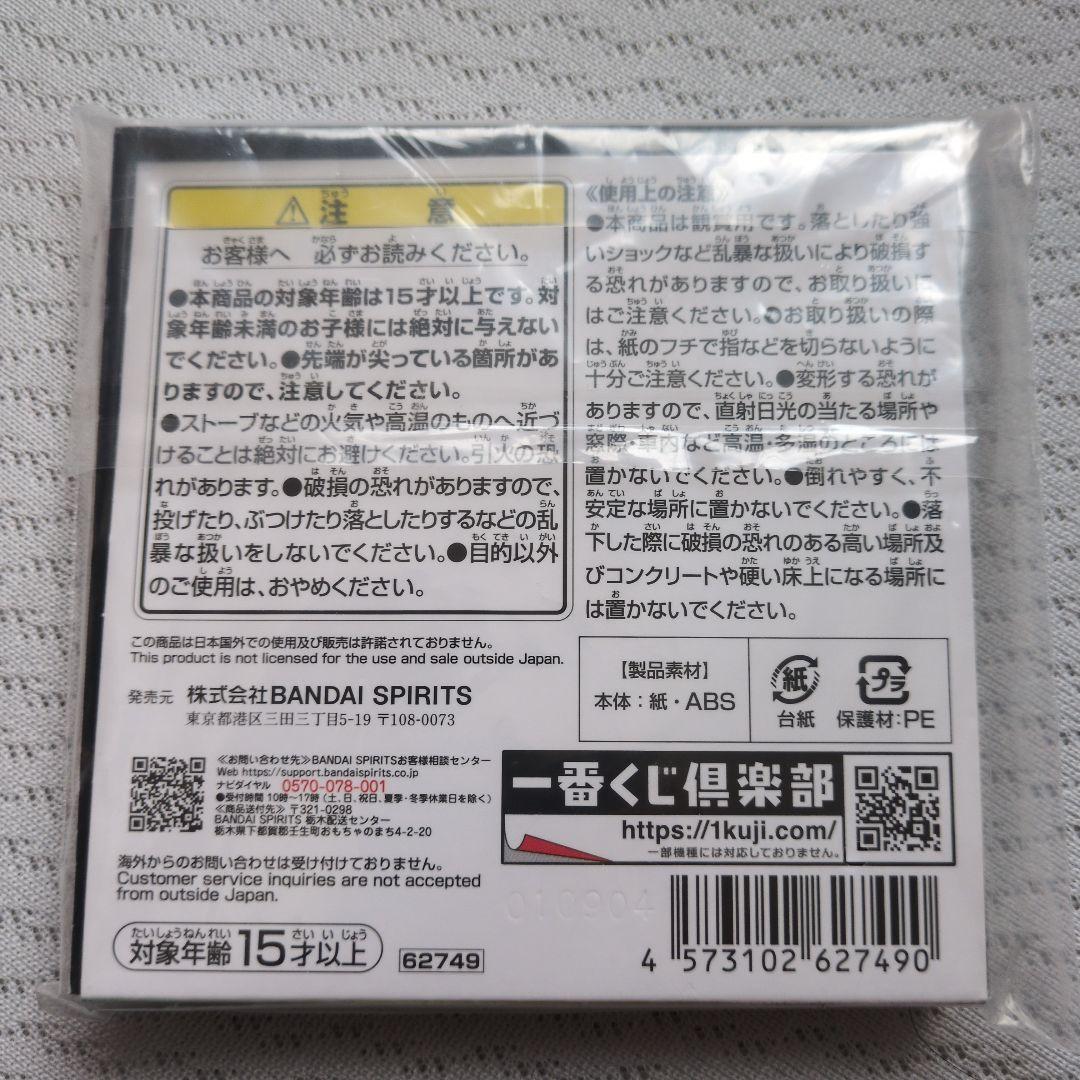 ⚠注意
お客様へ 必ずお読みください。
●本商品の対象年齢は15才以上です。対
象年齢未満のお子様には絶対に与えない
でください。●先端が尖っている箇所があ
りますので、注意してください。
●ストーブなどの火気や高温のものへ近づ
けることは絶対にお避けください。引火の恐
れがあります。●破損の恐れがありますので、
投げたり、ぶつけたり落としたりするなどの乱
暴な扱いをしないでください。●目的以外
のご使用は、おやめください。
《使用上の注意》
●本商品は観賞用です。落としたり強
いショックなど乱暴な扱いにより破損す
る恐れがありますので、お取り扱いに
はご注意ください。●お取り扱いの際
は、紙のフチで指などを切らないように
十分ご注意ください。●変形する恐れが
ありますので、直射日光の当たる場所や
窓際・車内など高温・多湿のところには
置かないでください。●倒れやすく、不
安定な場所に置かないでください。●落
下した際に破損の恐れのある高い場所及
びコンクリートや硬い床上になる場所に
は置かないでください。
この商品は日本国外での使用及び販売は許諾されておりません。
This product is not licensed for the use and sale outside Japan.
発売元 株式会社BANDAI SPIRITS
東京都港区三田三丁目5-19 〒108-0073
【製品素材】
本体：紙・ABS
紙
台紙
プラ
保護材：PE
≪お問い合わせ先≫BANDAI SPIRITSお客様相談センター
Web https://support.bandaispirits.co.jp
ナビダイヤル 0570-078-001
●受付時間 10時〜17時（土、日、祝日、夏季・冬季休業日を除く）
≪商品送付先≫ 〒321-0298
BANDAI SPIRITS 栃木配送センター
栃木県下都賀郡壬生町おもちゃのまち4-2-20
一番くじ倶楽部
https://1kuji.com/
一部機種には対応しておりません。
海外からのお問い合わせは受け付けておりません。
Customer service inquiries are not accepted
from outside Japan.
010904
対象年齢 15才以上
62749
4 573102 627490